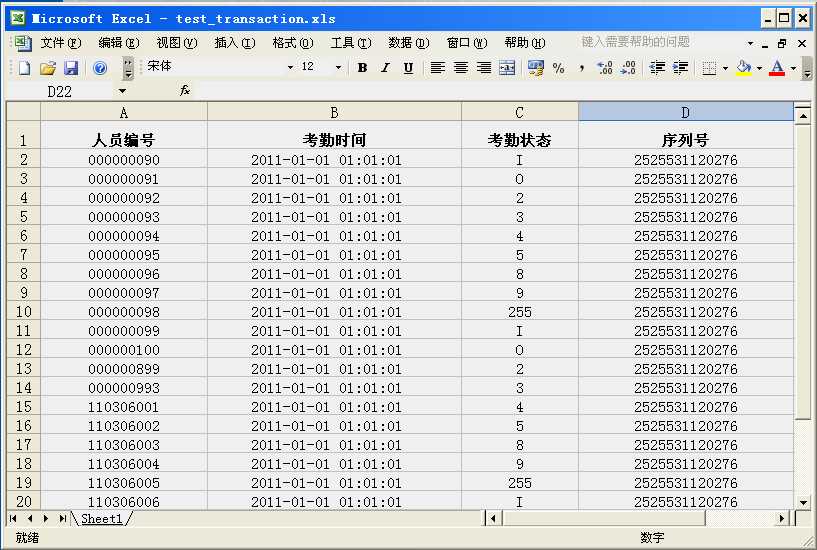 Microsoft Excel - test_transaction.xls
文件(F) 编辑(E) 视图(V) 插入(I) 格式(O) 工具(T) 数据(D) 窗口(W) 帮助(H) 键入需要帮助的问题
宋体 12 B I U % ,
D22 fx
A B C D
1 人员编号 考勤时间 考勤状态 序列号
2 000000090 2011-01-01 01:01:01 I 2525531120276
3 000000091 2011-01-01 01:01:01 O 2525531120276
4 000000092 2011-01-01 01:01:01 2 2525531120276
5 000000093 2011-01-01 01:01:01 3 2525531120276
6 000000094 2011-01-01 01:01:01 4 2525531120276
7 000000095 2011-01-01 01:01:01 5 2525531120276
8 000000096 2011-01-01 01:01:01 8 2525531120276
9 000000097 2011-01-01 01:01:01 9 2525531120276
10 000000098 2011-01-01 01:01:01 255 2525531120276
11 000000099 2011-01-01 01:01:01 I 2525531120276
12 000000100 2011-01-01 01:01:01 O 2525531120276
13 000000899 2011-01-01 01:01:01 2 2525531120276
14 000000993 2011-01-01 01:01:01 3 2525531120276
15 110306001 2011-01-01 01:01:01 4 2525531120276
16 110306002 2011-01-01 01:01:01 5 2525531120276
17 110306003 2011-01-01 01:01:01 8 2525531120276
18 110306004 2011-01-01 01:01:01 9 2525531120276
19 110306005 2011-01-01 01:01:01 255 2525531120276
20 110306006 2011-01-01 01:01:01 I 2525531120276
Sheet1
就绪 数字